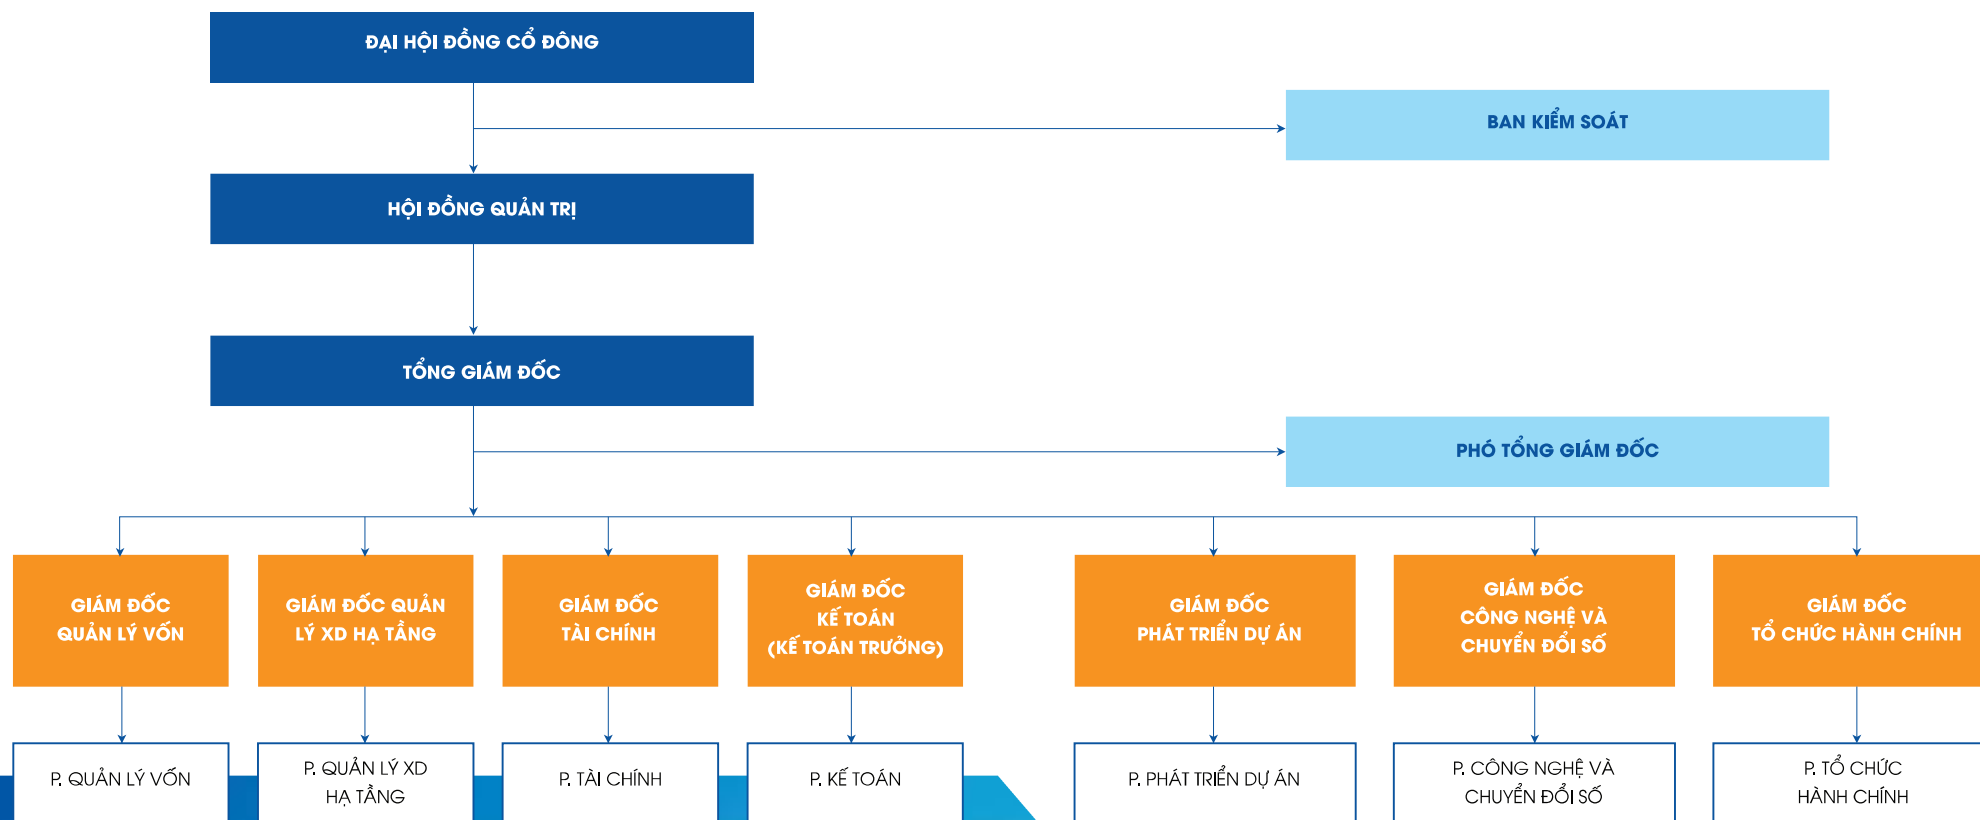 ĐẠI HỘI ĐỒNG CỔ ĐÔNG
BAN KIỂM SOÁT
HỘI ĐỒNG QUẢN TRỊ
TỔNG GIÁM ĐỐC
PHÓ TỔNG GIÁM ĐỐC
GIÁM ĐỐC
QUẢN LÝ VỐN
GIÁM ĐỐC QUẢN
LÝ XD HẠ TẦNG
GIÁM ĐỐC
TÀI CHÍNH
GIÁM ĐỐC
KẾ TOÁN
(KẾ TOÁN TRƯỞNG)
GIÁM ĐỐC
PHÁT TRIỂN DỰ ÁN
GIÁM ĐỐC
CÔNG NGHỆ VÀ
CHUYỂN ĐỔI SỐ
GIÁM ĐỐC
TỔ CHỨC HÀNH CHÍNH
P. QUẢN LÝ VỐN
P. QUẢN LÝ XD
HẠ TẦNG
P. TÀI CHÍNH
P. KẾ TOÁN
P. PHÁT TRIỂN DỰ ÁN
P. CÔNG NGHỆ VÀ
CHUYỂN ĐỔI SỐ
P. TỔ CHỨC
HÀNH CHÍNH